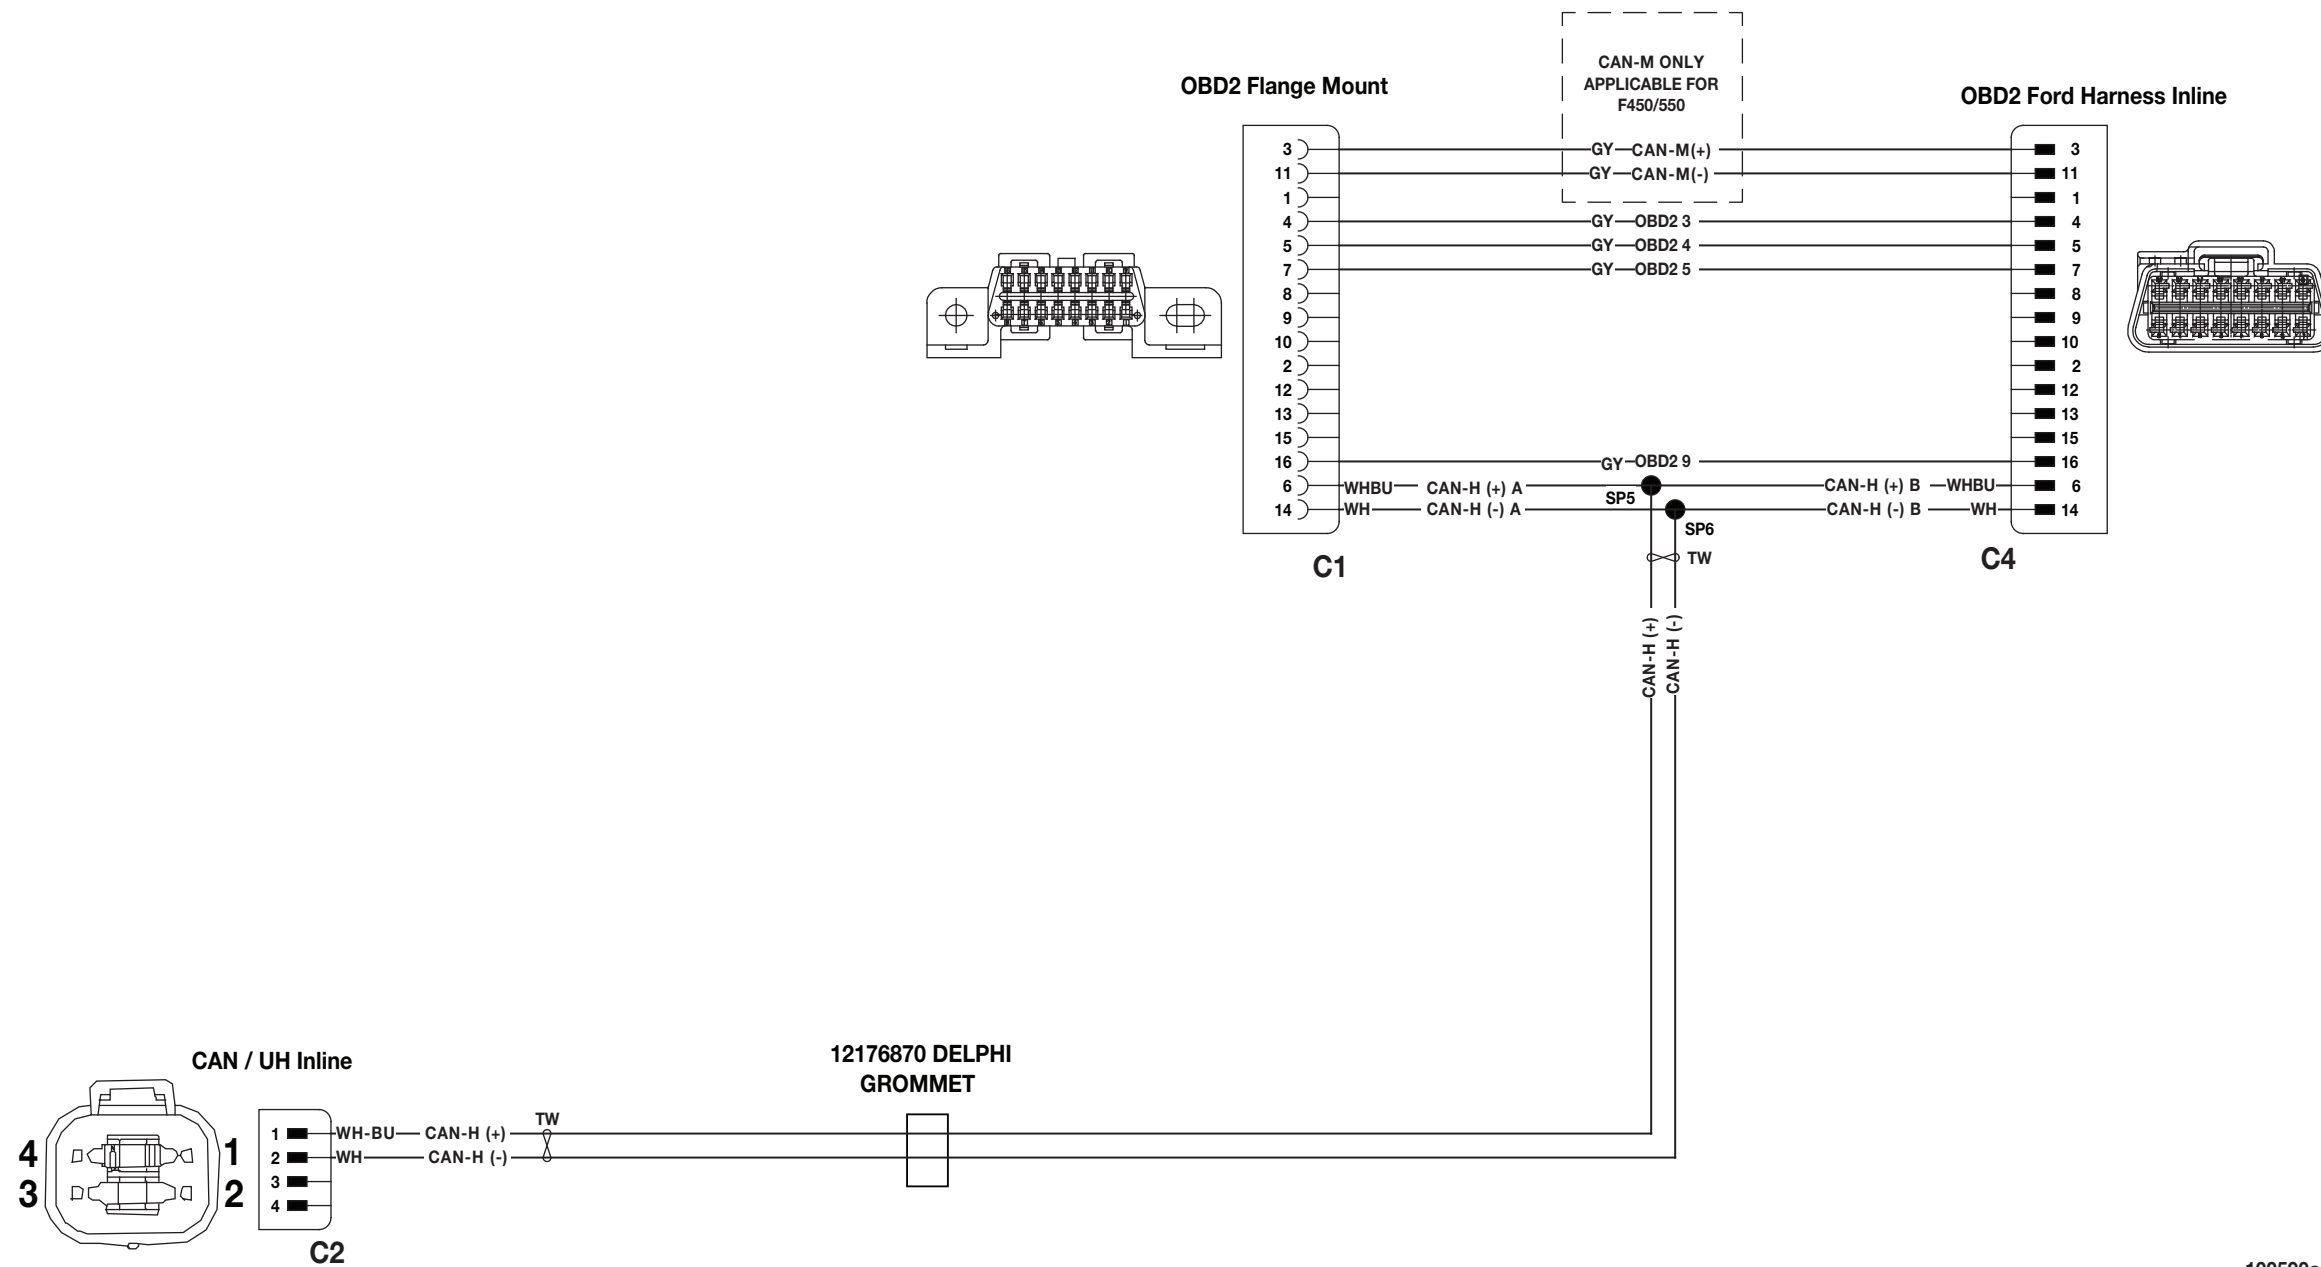 CAN-M ONLY
APPLICABLE FOR
F450/550
OBD2 Flange Mount
OBD2 Ford Harness Inline
3 GY CAN-M(+) 3
11 GY CAN-M(-) 11
1 1
4 GY OBD2 3 4
5 GY OBD2 4 5
7 GY OBD2 5 7
8 8
9 9
10 10
2 2
12 12
13 13
15 15
16 GY OBD2 9 16
6 WHBU CAN-H (+) A SP5 CAN-H (+) B WHBU 6
14 WH CAN-H (-) A CAN-H (-) B WH 14
SP6
TW
C1
C4
CAN-H (+)
CAN-H (-)
12176870 DELPHI
GROMMET
CAN / UH Inline
TW
4 1
3 2
1 WH-BU CAN-H (+)
2 WH CAN-H (-)
3
4
C2